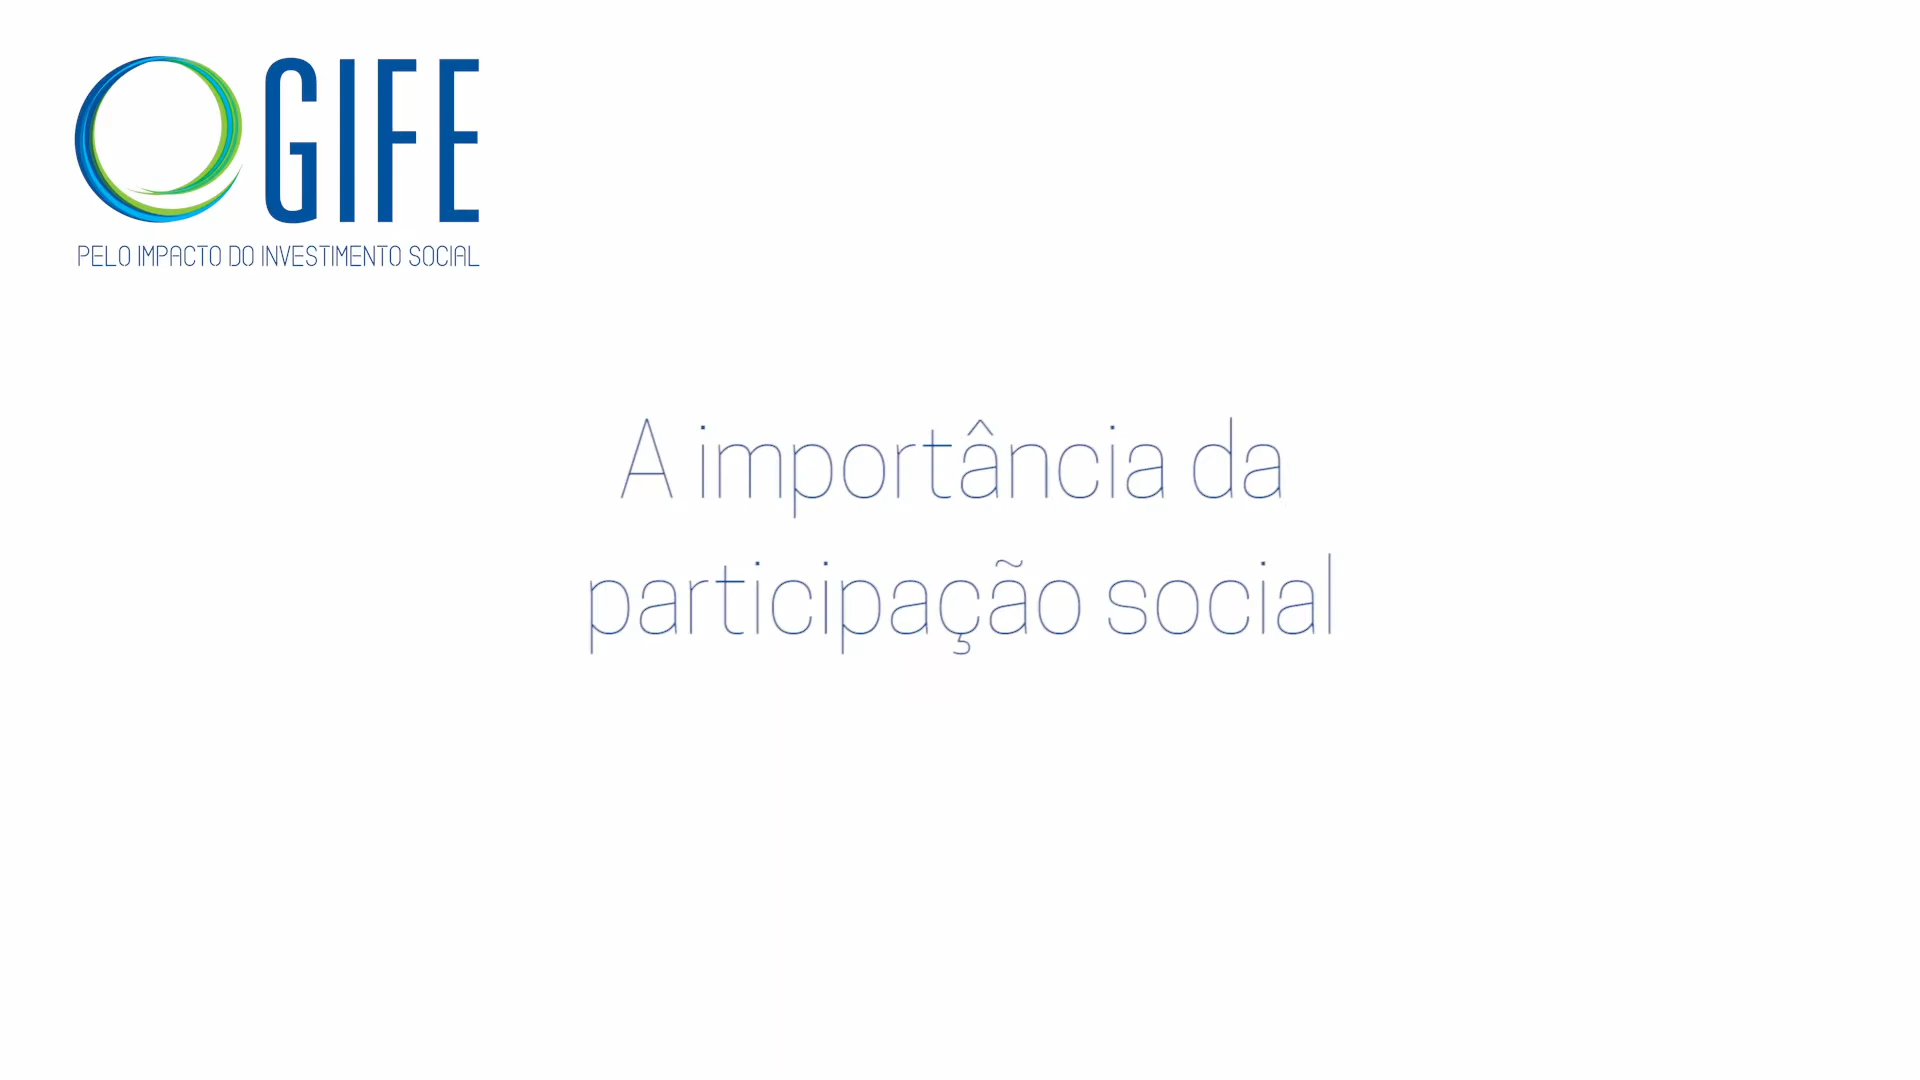 GIFE
PELO IMPACTO DO INVESTIMENTO SOCIAL
A importância da
participação social